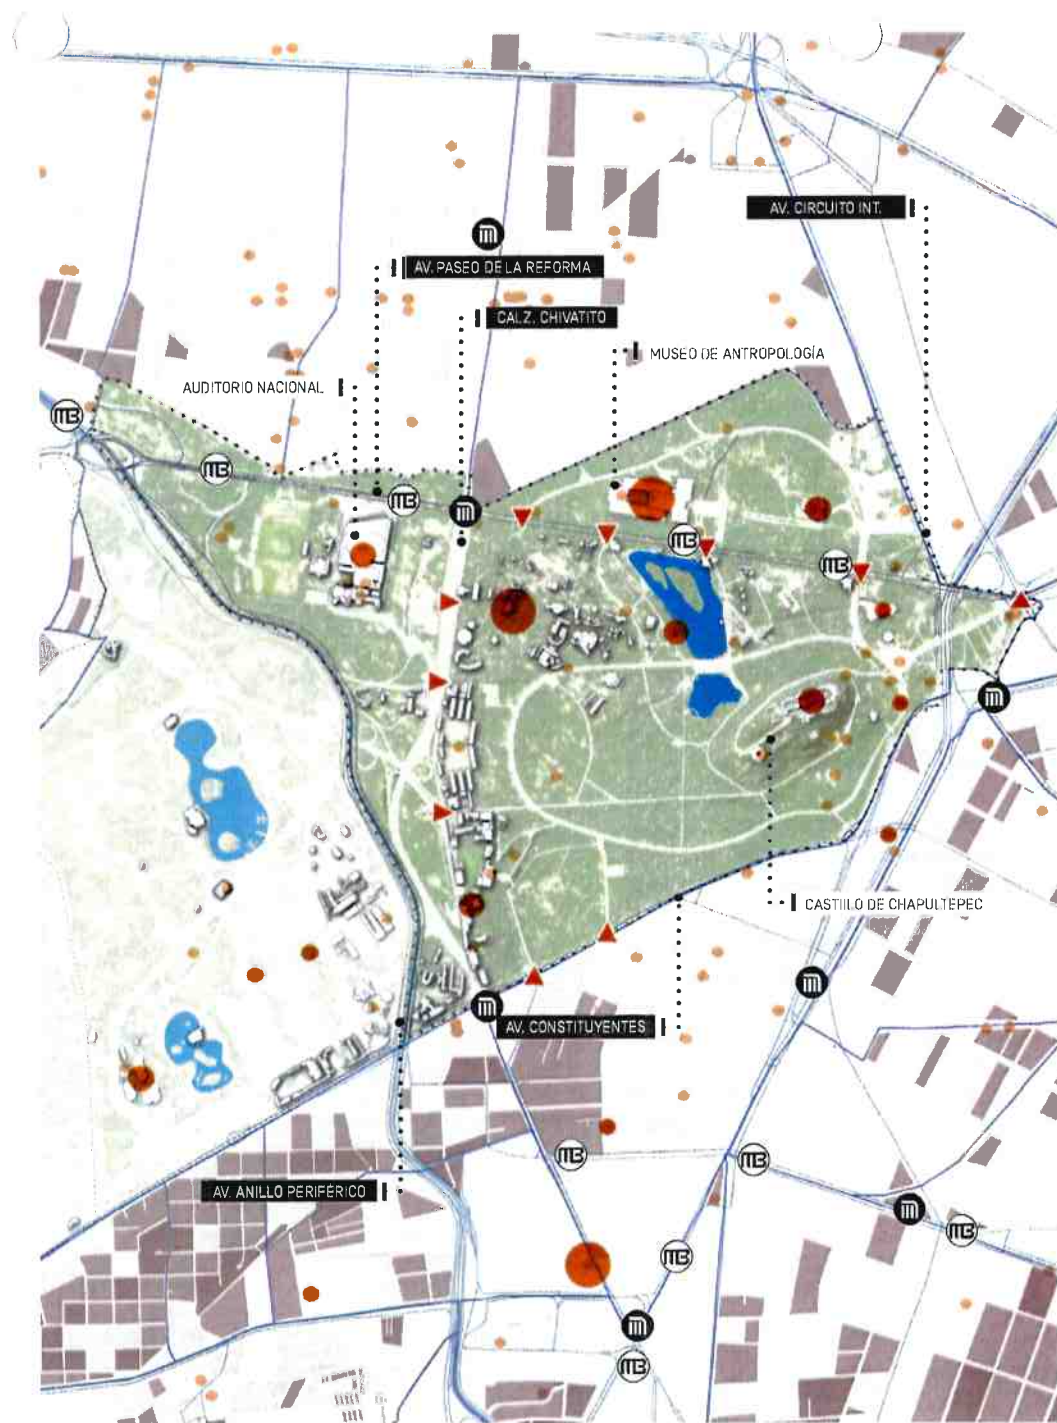 AV. CIRCUITO INT.
AV. PASEO DE LA REFORMA
CALZ. CHIVATITO
MUSEO DE ANTROPOLOGÍA
AUDITORIO NACIONAL
CASTILLO DE CHAPULTEPEC
AV. CONSTITUYENTES
AV. ANILLO PERIFÉRICO